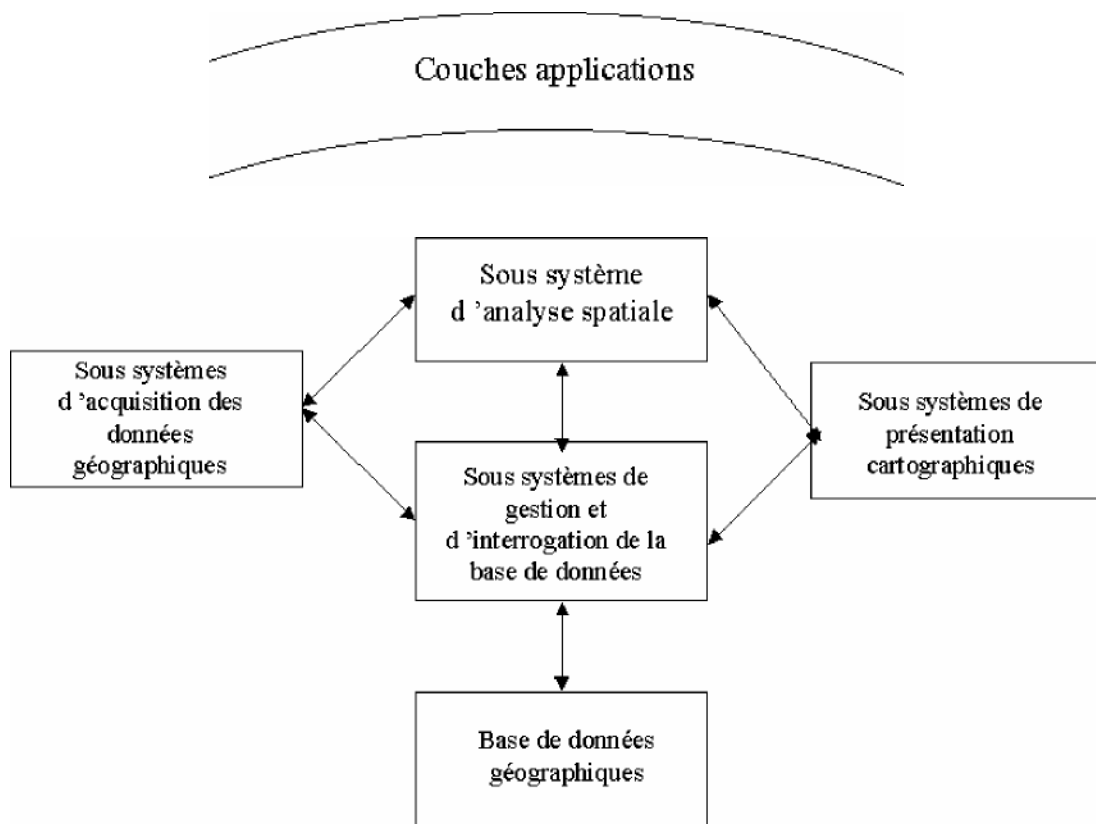 Couches applications
Sous système
d ’analyse spatiale
Sous systèmes
d ’acquisition des
données
géographiques
Sous systèmes de
présentation
cartographiques
Sous systèmes de
gestion et
d ’interrogation de la
base de données
Base de données
géographiques